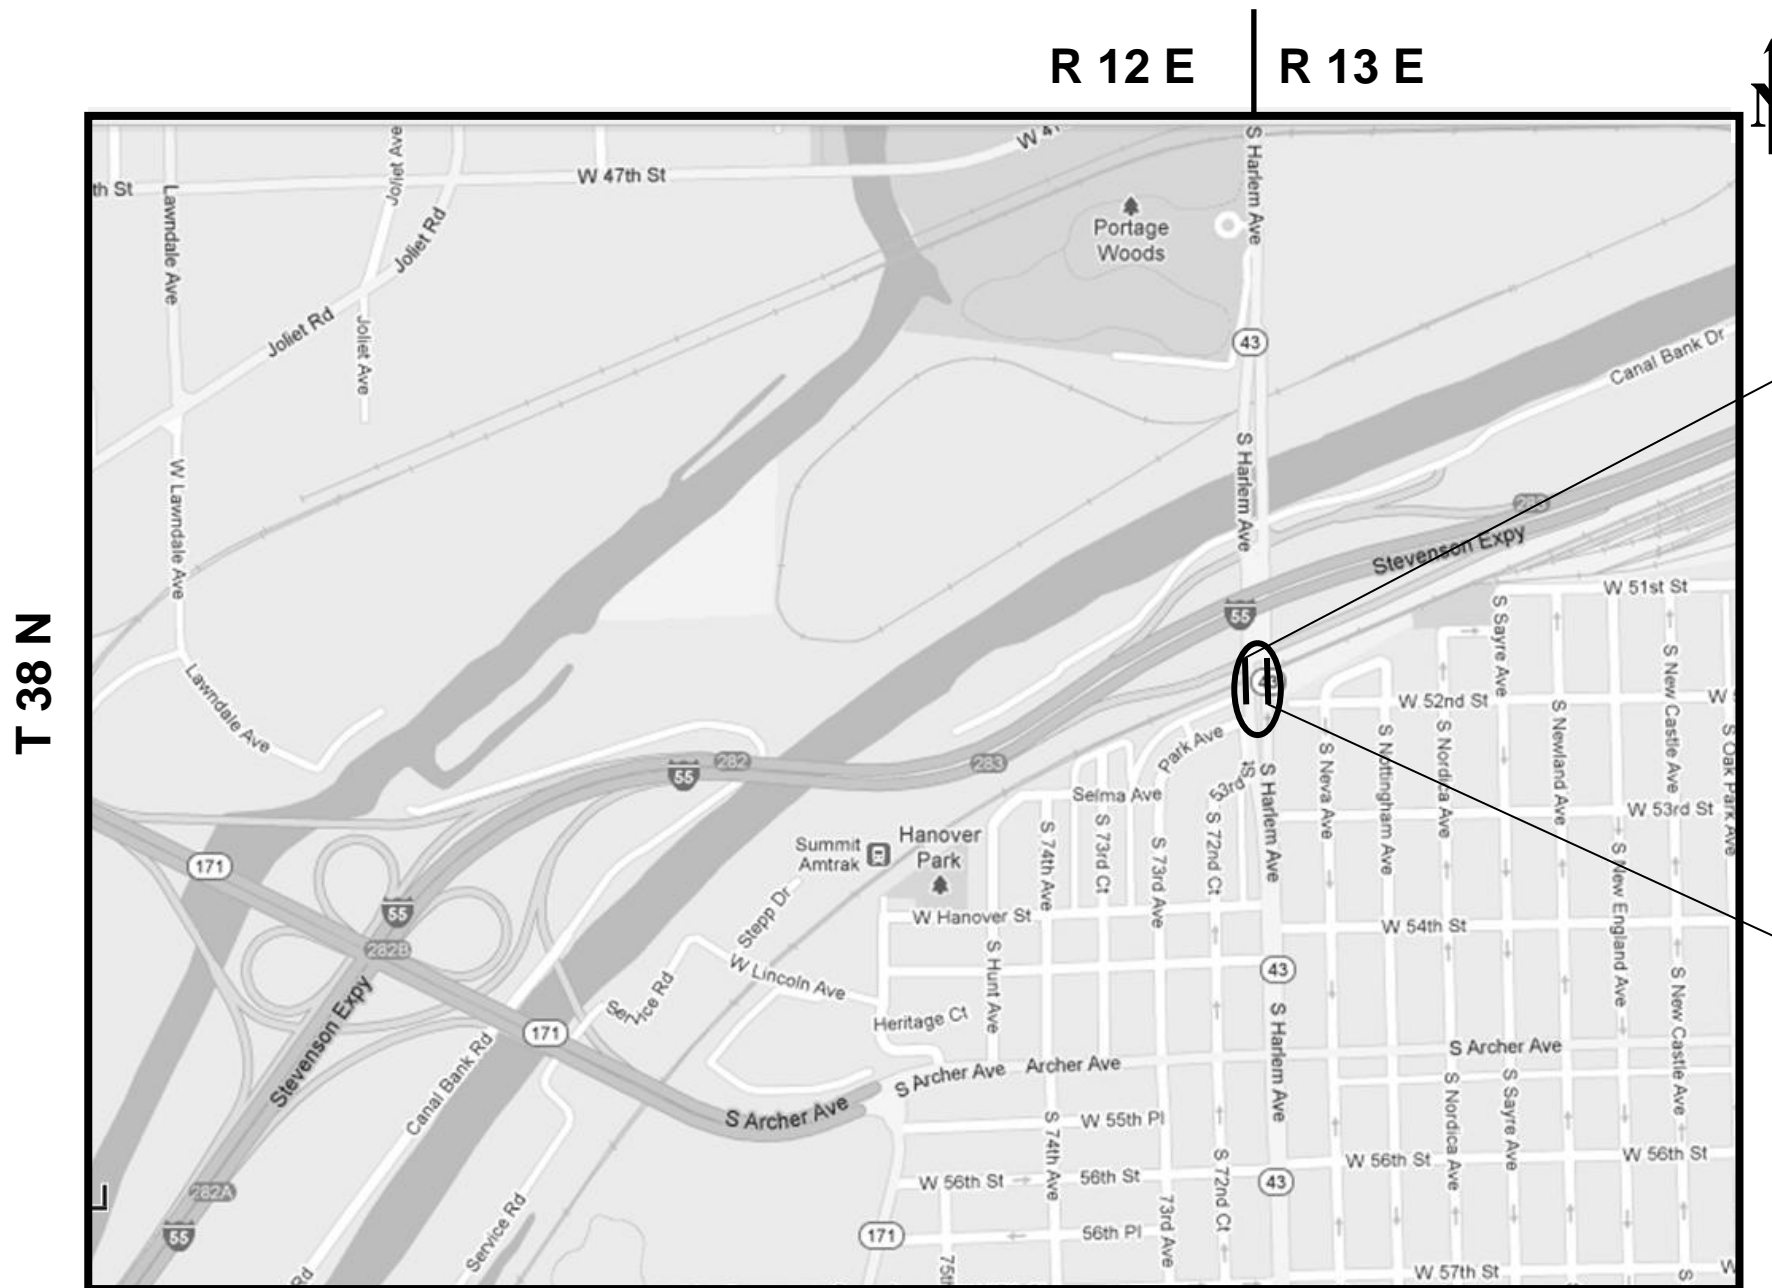 R 12 E
R 13 E
N
T 38 N
W 47th St
th St
Joliet Ave
Lawndale Ave
Joliet Rd
Joliet Rd
Joliet Ave
W Lawndale Ave
Lawndale Ave
S Harlem Ave
Portage
Woods
43
S Harlem Ave
Canal Bank Dr
Stevenson Expy
55
W 51st St
S Sayre Ave
S New Castle Ave
W 52nd St
S Nordica Ave
S Newland Ave
S Oak Park Ave
S Neva Ave
S Nottingham Ave
Park Ave
53rd St
S Harlem Ave
W 53rd St
282
55
283
Selma Ave
Summit
Amtrak
Hanover
Park
S 74th Ave
S 73rd Ct
S 73rd Ave
S 72nd Ct
S New England Ave
171
55
282B
W Hanover St
W 54th St
Stepp Dr
W Lincoln Ave
S Hunt Ave
43
Service Rd
Heritage Ct
S Harlem Ave
S New Castle Ave
171
Stevenson Expy
Canal Bank Rd
S Archer Ave
S Archer Ave
Archer Ave
S Archer Ave
S Nordica Ave
S Sayre Ave
W 55th Pl
S 74th Ave
S 72nd Ct
W 56th St
W 56th St
W 56th St
56th St
43
282A
55
Service Rd
171
56th Pl
73rd Ave
75th
W 57th St
Rd